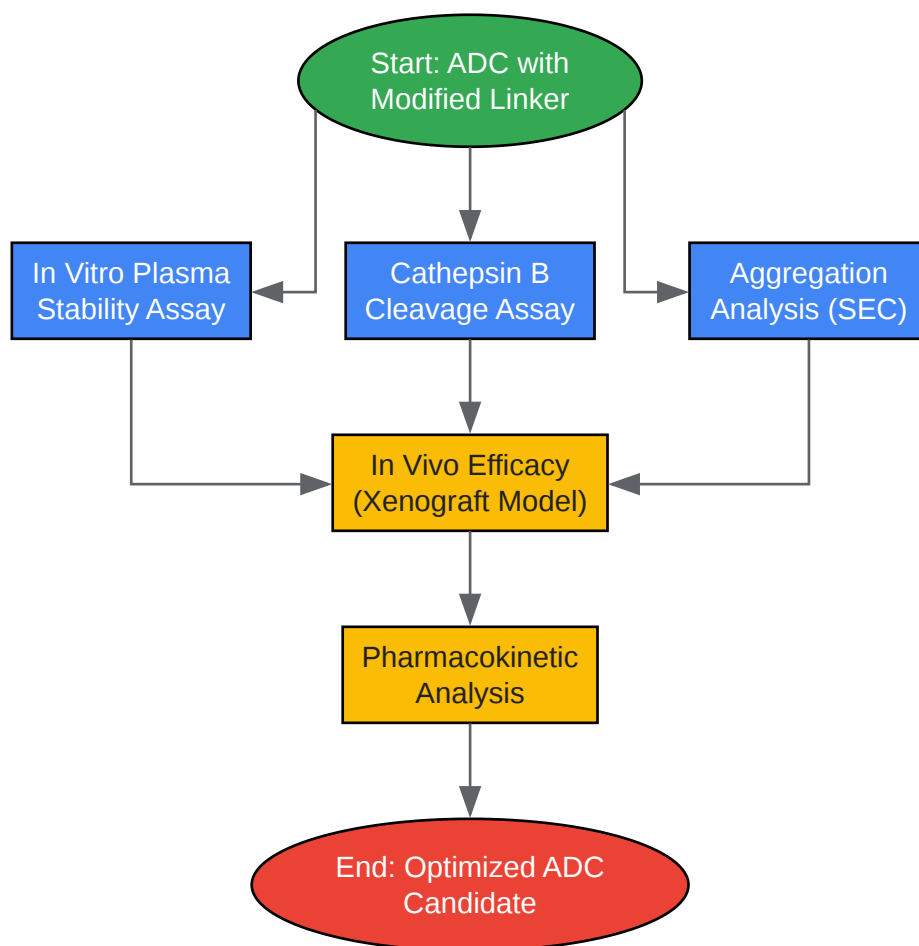 Start: ADC with
Modified Linker
In Vitro Plasma
Stability Assay
Cathepsin B
Cleavage Assay
Aggregation
Analysis (SEC)
In Vivo Efficacy
(Xenograft Model)
Pharmacokinetic
Analysis
End: Optimized ADC
Candidate